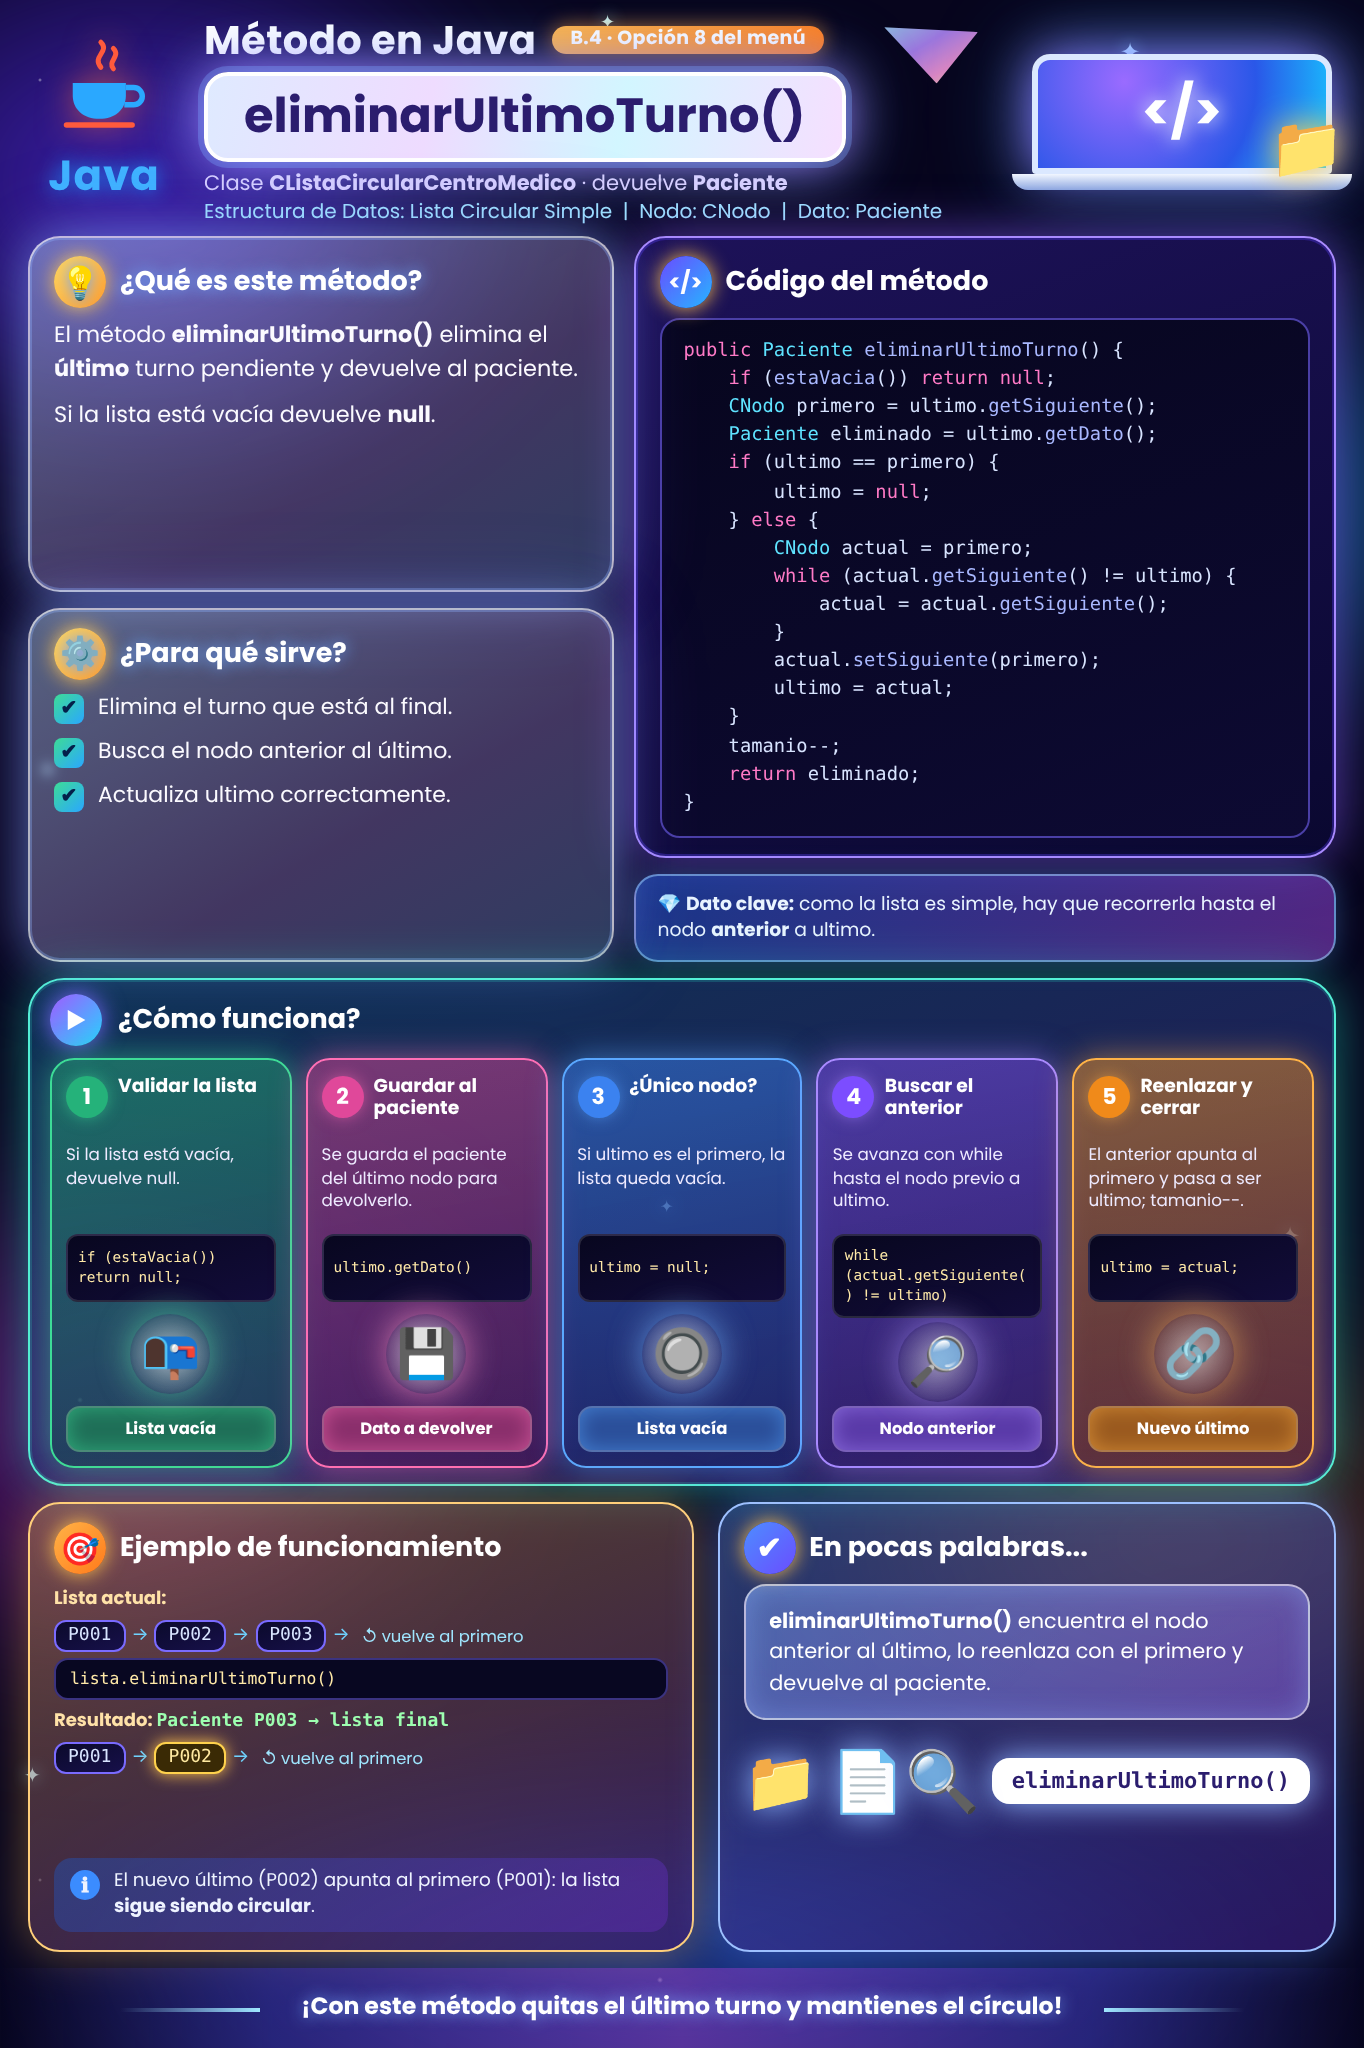 Java
Método en Java
B.4 · Opción 8 del menú
eliminarUltimoTurno()
Clase CListaCircularCentroMedico · devuelve Paciente
Estructura de Datos: Lista Circular Simple | Nodo: CNodo | Dato: Paciente
</>
¿Qué es este método?
El método eliminarUltimoTurno() elimina el
último turno pendiente y devuelve al paciente.
Si la lista está vacía devuelve null.
¿Para qué sirve?
✔ Elimina el turno que está al final.
✔ Busca el nodo anterior al último.
✔ Actualiza ultimo correctamente.
</> Código del método
public Paciente eliminarUltimoTurno() {
    if (estaVacia()) return null;
    CNodo primero = ultimo.getSiguiente();
    Paciente eliminado = ultimo.getDato();
    if (ultimo == primero) {
        ultimo = null;
    } else {
        CNodo actual = primero;
        while (actual.getSiguiente() != ultimo) {
            actual = actual.getSiguiente();
        }
        actual.setSiguiente(primero);
        ultimo = actual;
    }
    tamanio--;
    return eliminado;
}
💎 Dato clave: como la lista es simple, hay que recorrerla hasta el
nodo anterior a ultimo.
¿Cómo funciona?
1 Validar la lista
Si la lista está vacía,
devuelve null.
if (estaVacia())
return null;
Lista vacía
2 Guardar al
paciente
Se guarda el paciente
del último nodo para
devolverlo.
ultimo.getDato()
Dato a devolver
3 ¿Único nodo?
Si ultimo es el primero, la
lista queda vacía.
ultimo = null;
Lista vacía
4 Buscar el
anterior
Se avanza con while
hasta el nodo previo a
ultimo.
while
(actual.getSiguiente(
) != ultimo)
Nodo anterior
5 Reenlazar y
cerrar
El anterior apunta al
primero y pasa a ser
ultimo; tamanio--.
ultimo = actual;
Nuevo último
Ejemplo de funcionamiento
Lista actual:
P001 → P002 → P003 → ↺ vuelve al primero
lista.eliminarUltimoTurno()
Resultado: Paciente P003 → lista final
P001 → P002 → ↺ vuelve al primero
i El nuevo último (P002) apunta al primero (P001): la lista
sigue siendo circular.
✔ En pocas palabras...
eliminarUltimoTurno() encuentra el nodo
anterior al último, lo reenlaza con el primero y
devuelve al paciente.
eliminarUltimoTurno()
¡Con este método quitas el último turno y mantienes el círculo!